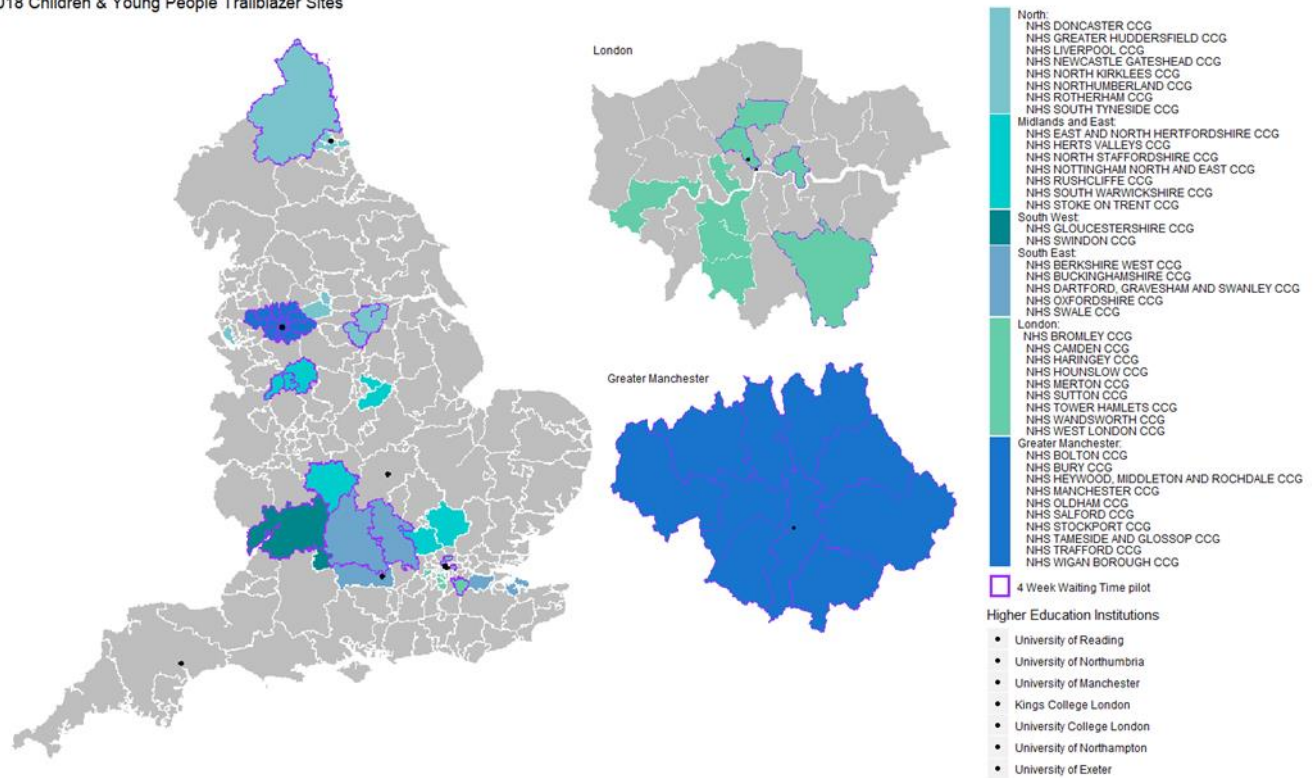 018 Children & Young People Trailblazer Sites
London
Greater Manchester
North:
NHS DONCASTER CCG
NHS GREATER HUDDERSFIELD CCG
NHS LIVERPOOL CCG
NHS NEWCASTLE GATESHEAD CCG
NHS NORTH KIRKLEES CCG
NHS NORTHUMBERLAND CCG
NHS ROTHERHAM CCG
NHS SOUTH TYNESIDE CCG
Midlands and East:
NHS EAST AND NORTH HERTFORDSHIRE CCG
NHS HERTS VALLEYS CCG
NHS NORTH STAFFORDSHIRE CCG
NHS NOTTINGHAM NORTH AND EAST CCG
NHS RUSHCLIFFE CCG
NHS SOUTH WARWICKSHIRE CCG
NHS STOKE ON TRENT CCG
South West:
NHS GLOUCESTERSHIRE CCG
NHS SWINDON CCG
South East:
NHS BERKSHIRE WEST CCG
NHS BUCKINGHAMSHIRE CCG
NHS DARTFORD, GRAVESHAM AND SWANLEY CCG
NHS OXFORDSHIRE CCG
NHS SWALE CCG
London:
NHS BROMLEY CCG
NHS CAMDEN CCG
NHS HARINGEY CCG
NHS HOUNSLOW CCG
NHS MERTON CCG
NHS SUTTON CCG
NHS TOWER HAMLETS CCG
NHS WANDSWORTH CCG
NHS WEST LONDON CCG
Greater Manchester:
NHS BOLTON CCG
NHS BURY CCG
NHS HEYWOOD, MIDDLETON AND ROCHDALE CCG
NHS MANCHESTER CCG
NHS OLDHAM CCG
NHS SALFORD CCG
NHS STOCKPORT CCG
NHS TAMESIDE AND GLOSSOP CCG
NHS TRAFFORD CCG
NHS WIGAN BOROUGH CCG
4 Week Waiting Time pilot
Higher Education Institutions
University of Reading
University of Northumbria
University of Manchester
Kings College London
University College London
University of Northampton
University of Exeter